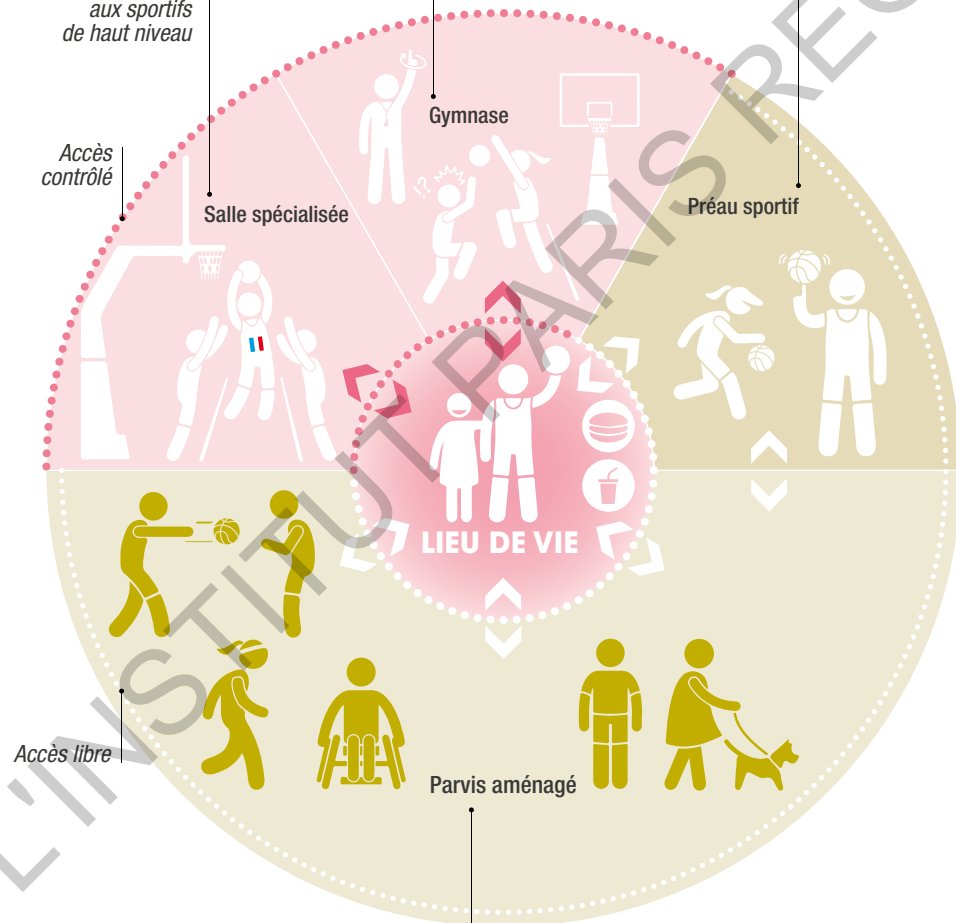 aux sportifs
de haut niveau
Gymnase
Accès
contrôlé
Salle spécialisée
Préau sportif
!?
LIEU DE VIE
Accès libre
Parvis aménagé
L'INSTITUT PARIS REG